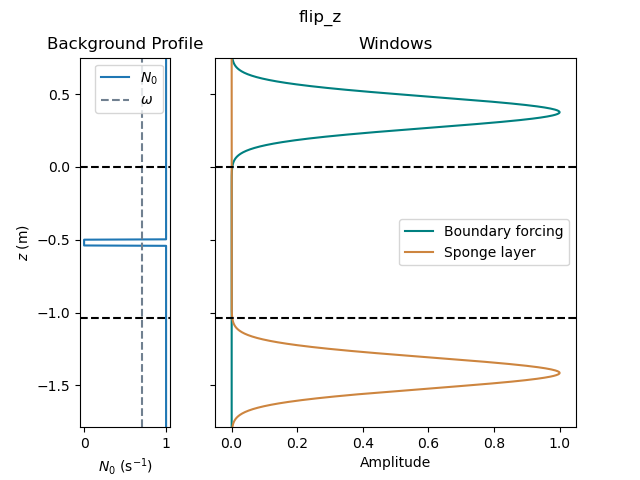 flip_z
Background Profile
Windows
N₀
ω
0.5
0.0
−0.5
−1.0
−1.5
z (m)
Boundary forcing
Sponge layer
0
1
0.0
0.2
0.4
0.6
0.8
1.0
N₀ (s⁻¹)
Amplitude